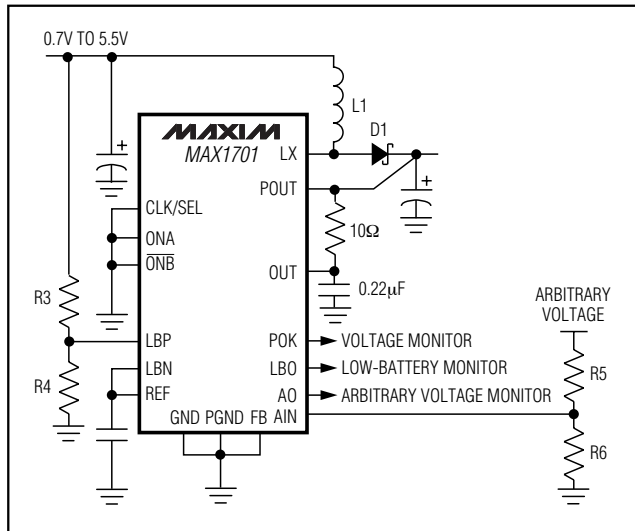 0.7V TO 5.5V
L1
D1
MAXIM
MAX1701
LX
POUT
CLK/SEL
ONA
ONB
10Ω
OUT
0.22µF
R3
R4
LBP
LBN
REF
POK
VOLTAGE MONITOR
LBO
LOW-BATTERY MONITOR
AO
ARBITRARY VOLTAGE MONITOR
AIN
GND PGND FB
ARBITRARY
VOLTAGE
R5
R6
+
+